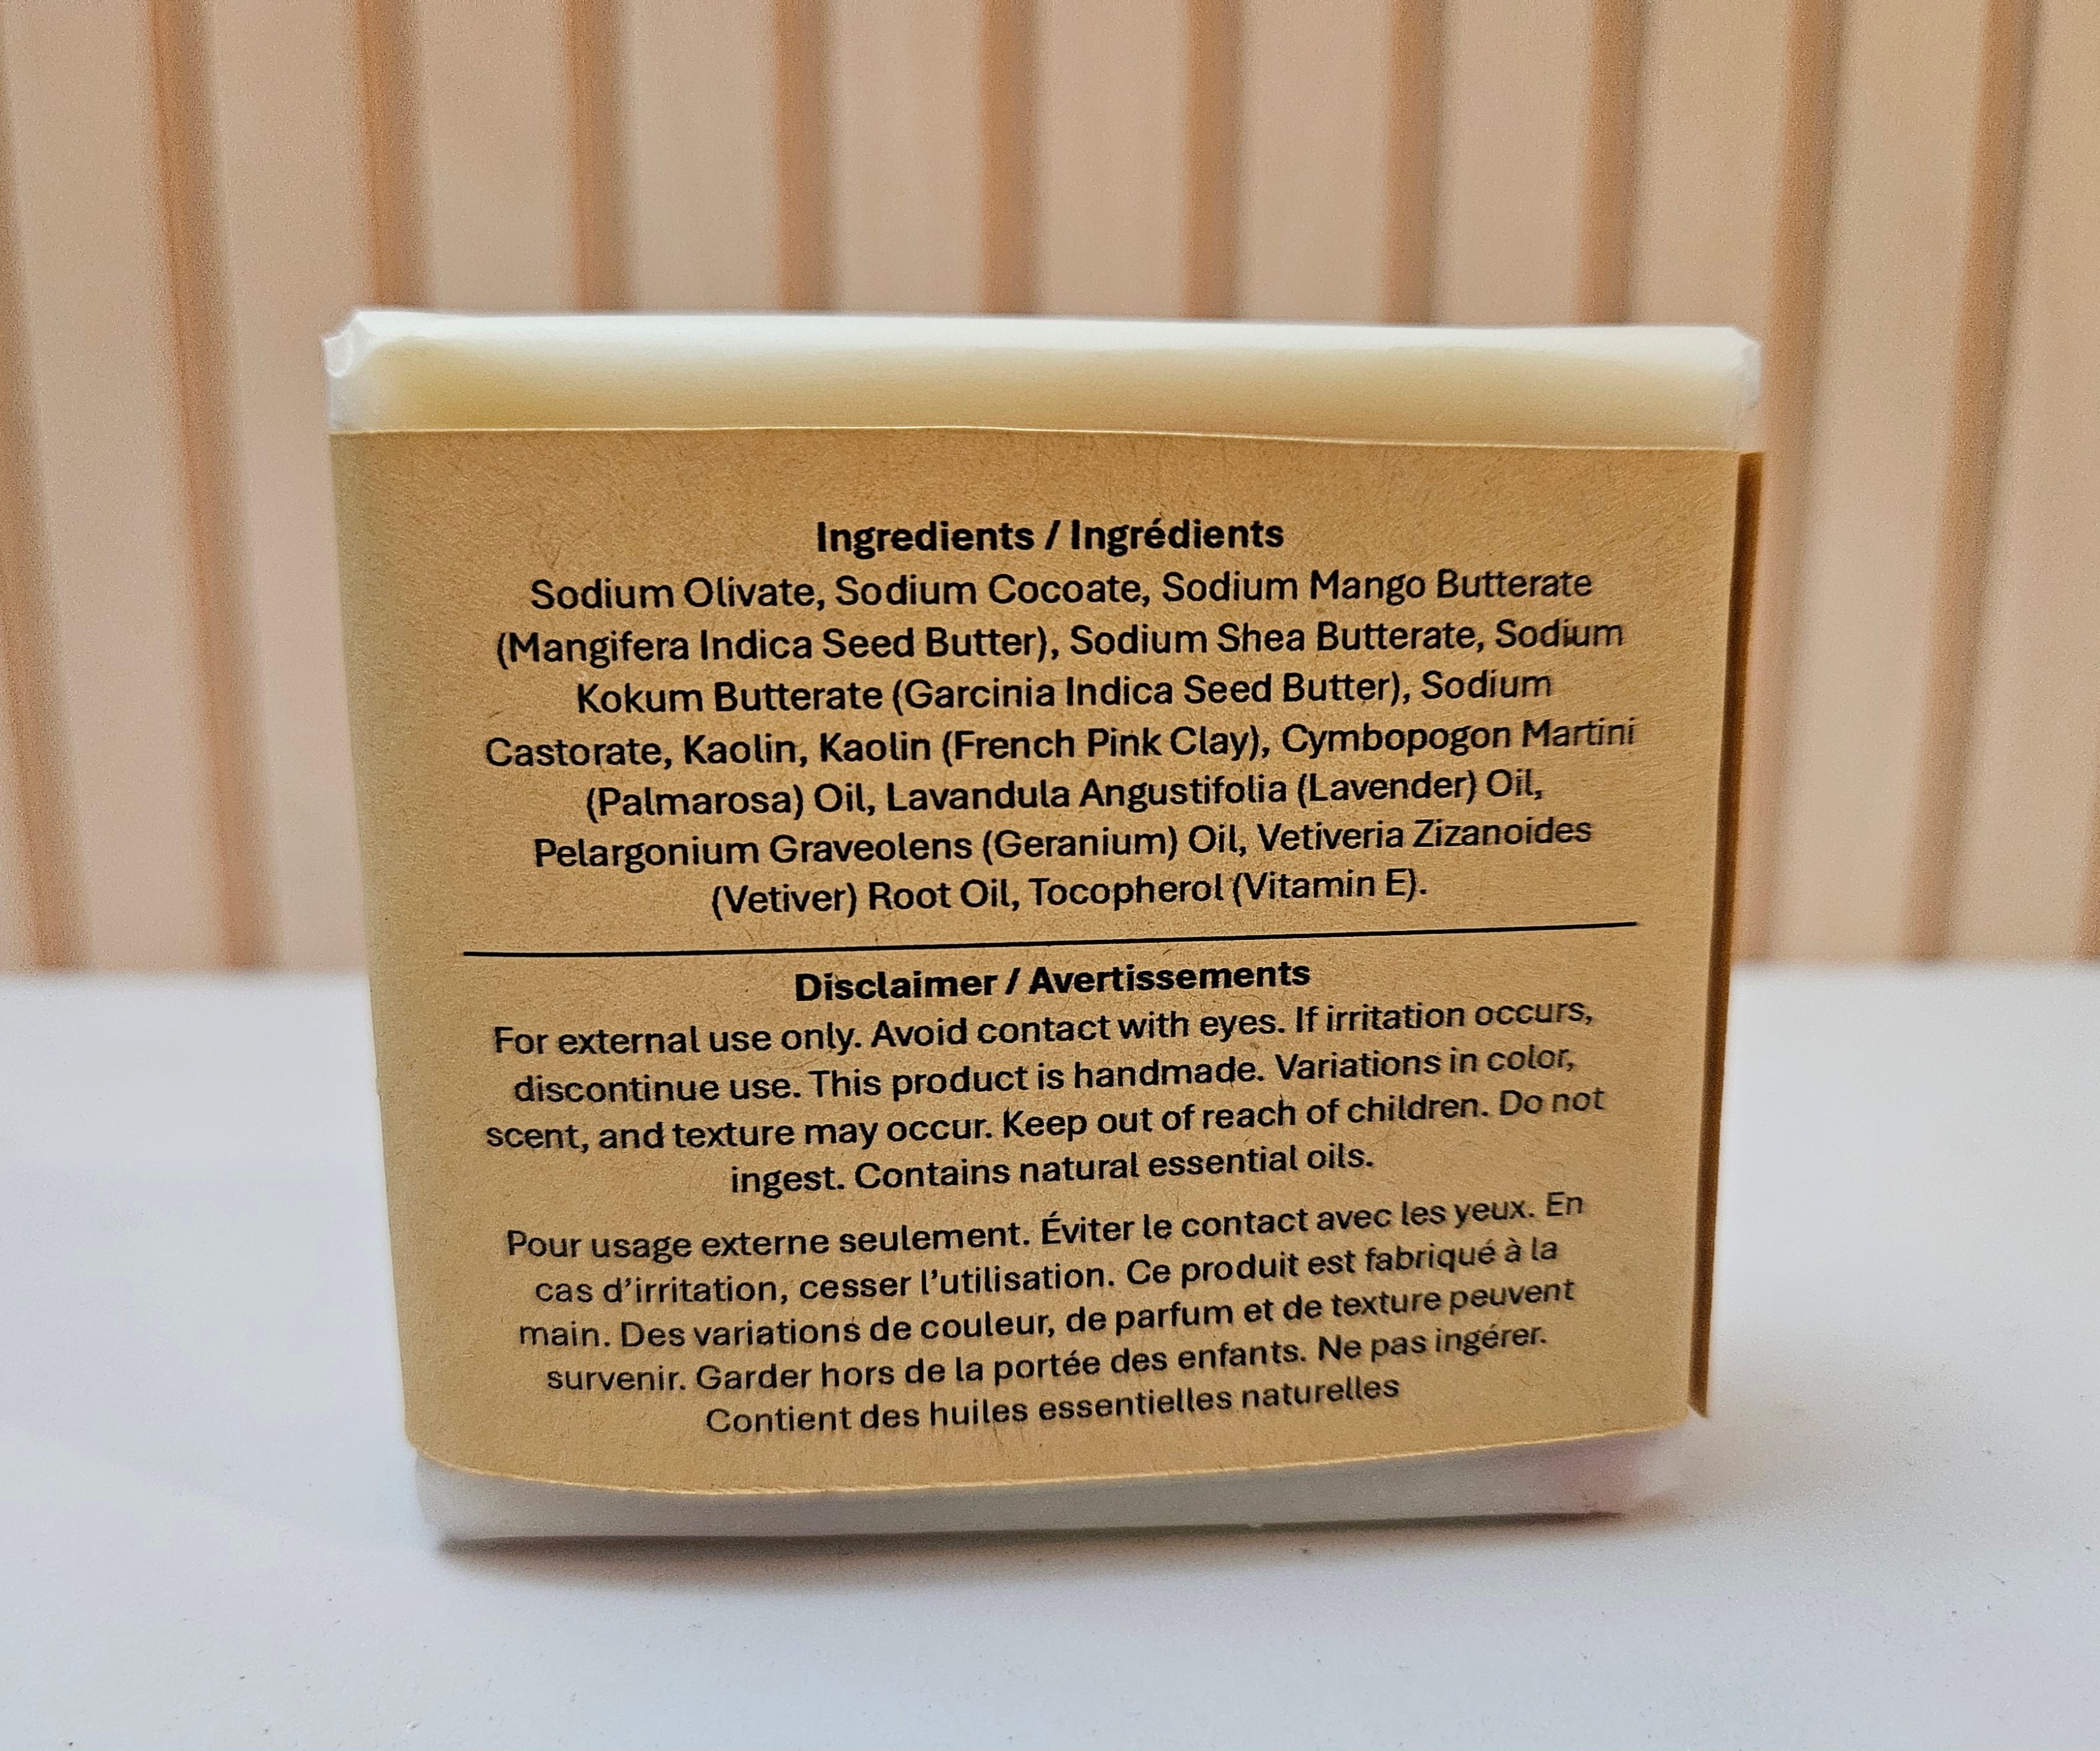 Ingredients / Ingrédients
Sodium Olivate, Sodium Cocoate, Sodium Mango Butterate
(Mangifera Indica Seed Butter), Sodium Shea Butterate, Sodium
Kokum Butterate (Garcinia Indica Seed Butter), Sodium
Castorate, Kaolin, Kaolin (French Pink Clay), Cymbopogon Martini
(Palmarosa) Oil, Lavandula Angustifolia (Lavender) Oil,
Pelargonium Graveolens (Geranium) Oil, Vetiveria Zizanoides
(Vetiver) Root Oil, Tocopherol (Vitamin E).
Disclaimer / Avertissements
For external use only. Avoid contact with eyes. If irritation occurs,
discontinue use. This product is handmade. Variations in color,
scent, and texture may occur. Keep out of reach of children. Do not
ingest. Contains natural essential oils.
Pour usage externe seulement. Éviter le contact avec les yeux. En
cas d’irritation, cesser l’utilisation. Ce produit est fabriqué à la
main. Des variations de couleur, de parfum et de texture peuvent
survenir. Garder hors de la portée des enfants. Ne pas ingérer.
Contient des huiles essentielles naturelles